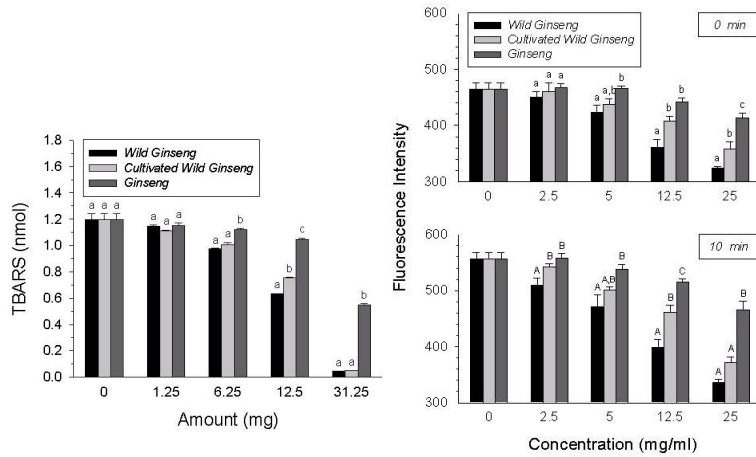 TBARS (nmol)
1.8
1.6
1.4
1.2
1.0
0.8
0.6
0.4
0.2
0.0
Wild Ginseng
Cultivated Wild Ginseng
Ginseng
a a a
a a a
a a b
a b c
a a b
0 1.25 6.25 12.5 31.25
Amount (mg)
Fluorescence Intensity
600
500
400
300
Wild Ginseng
Cultivated Wild Ginseng
Ginseng
0 min
a a a
a a,b b
a b b
a b c
0 2.5 5 12.5 25
600
500
400
300
10 min
A B B
A A,B B
A B C
A A B
0 2.5 5 12.5 25
Concentration (mg/ml)